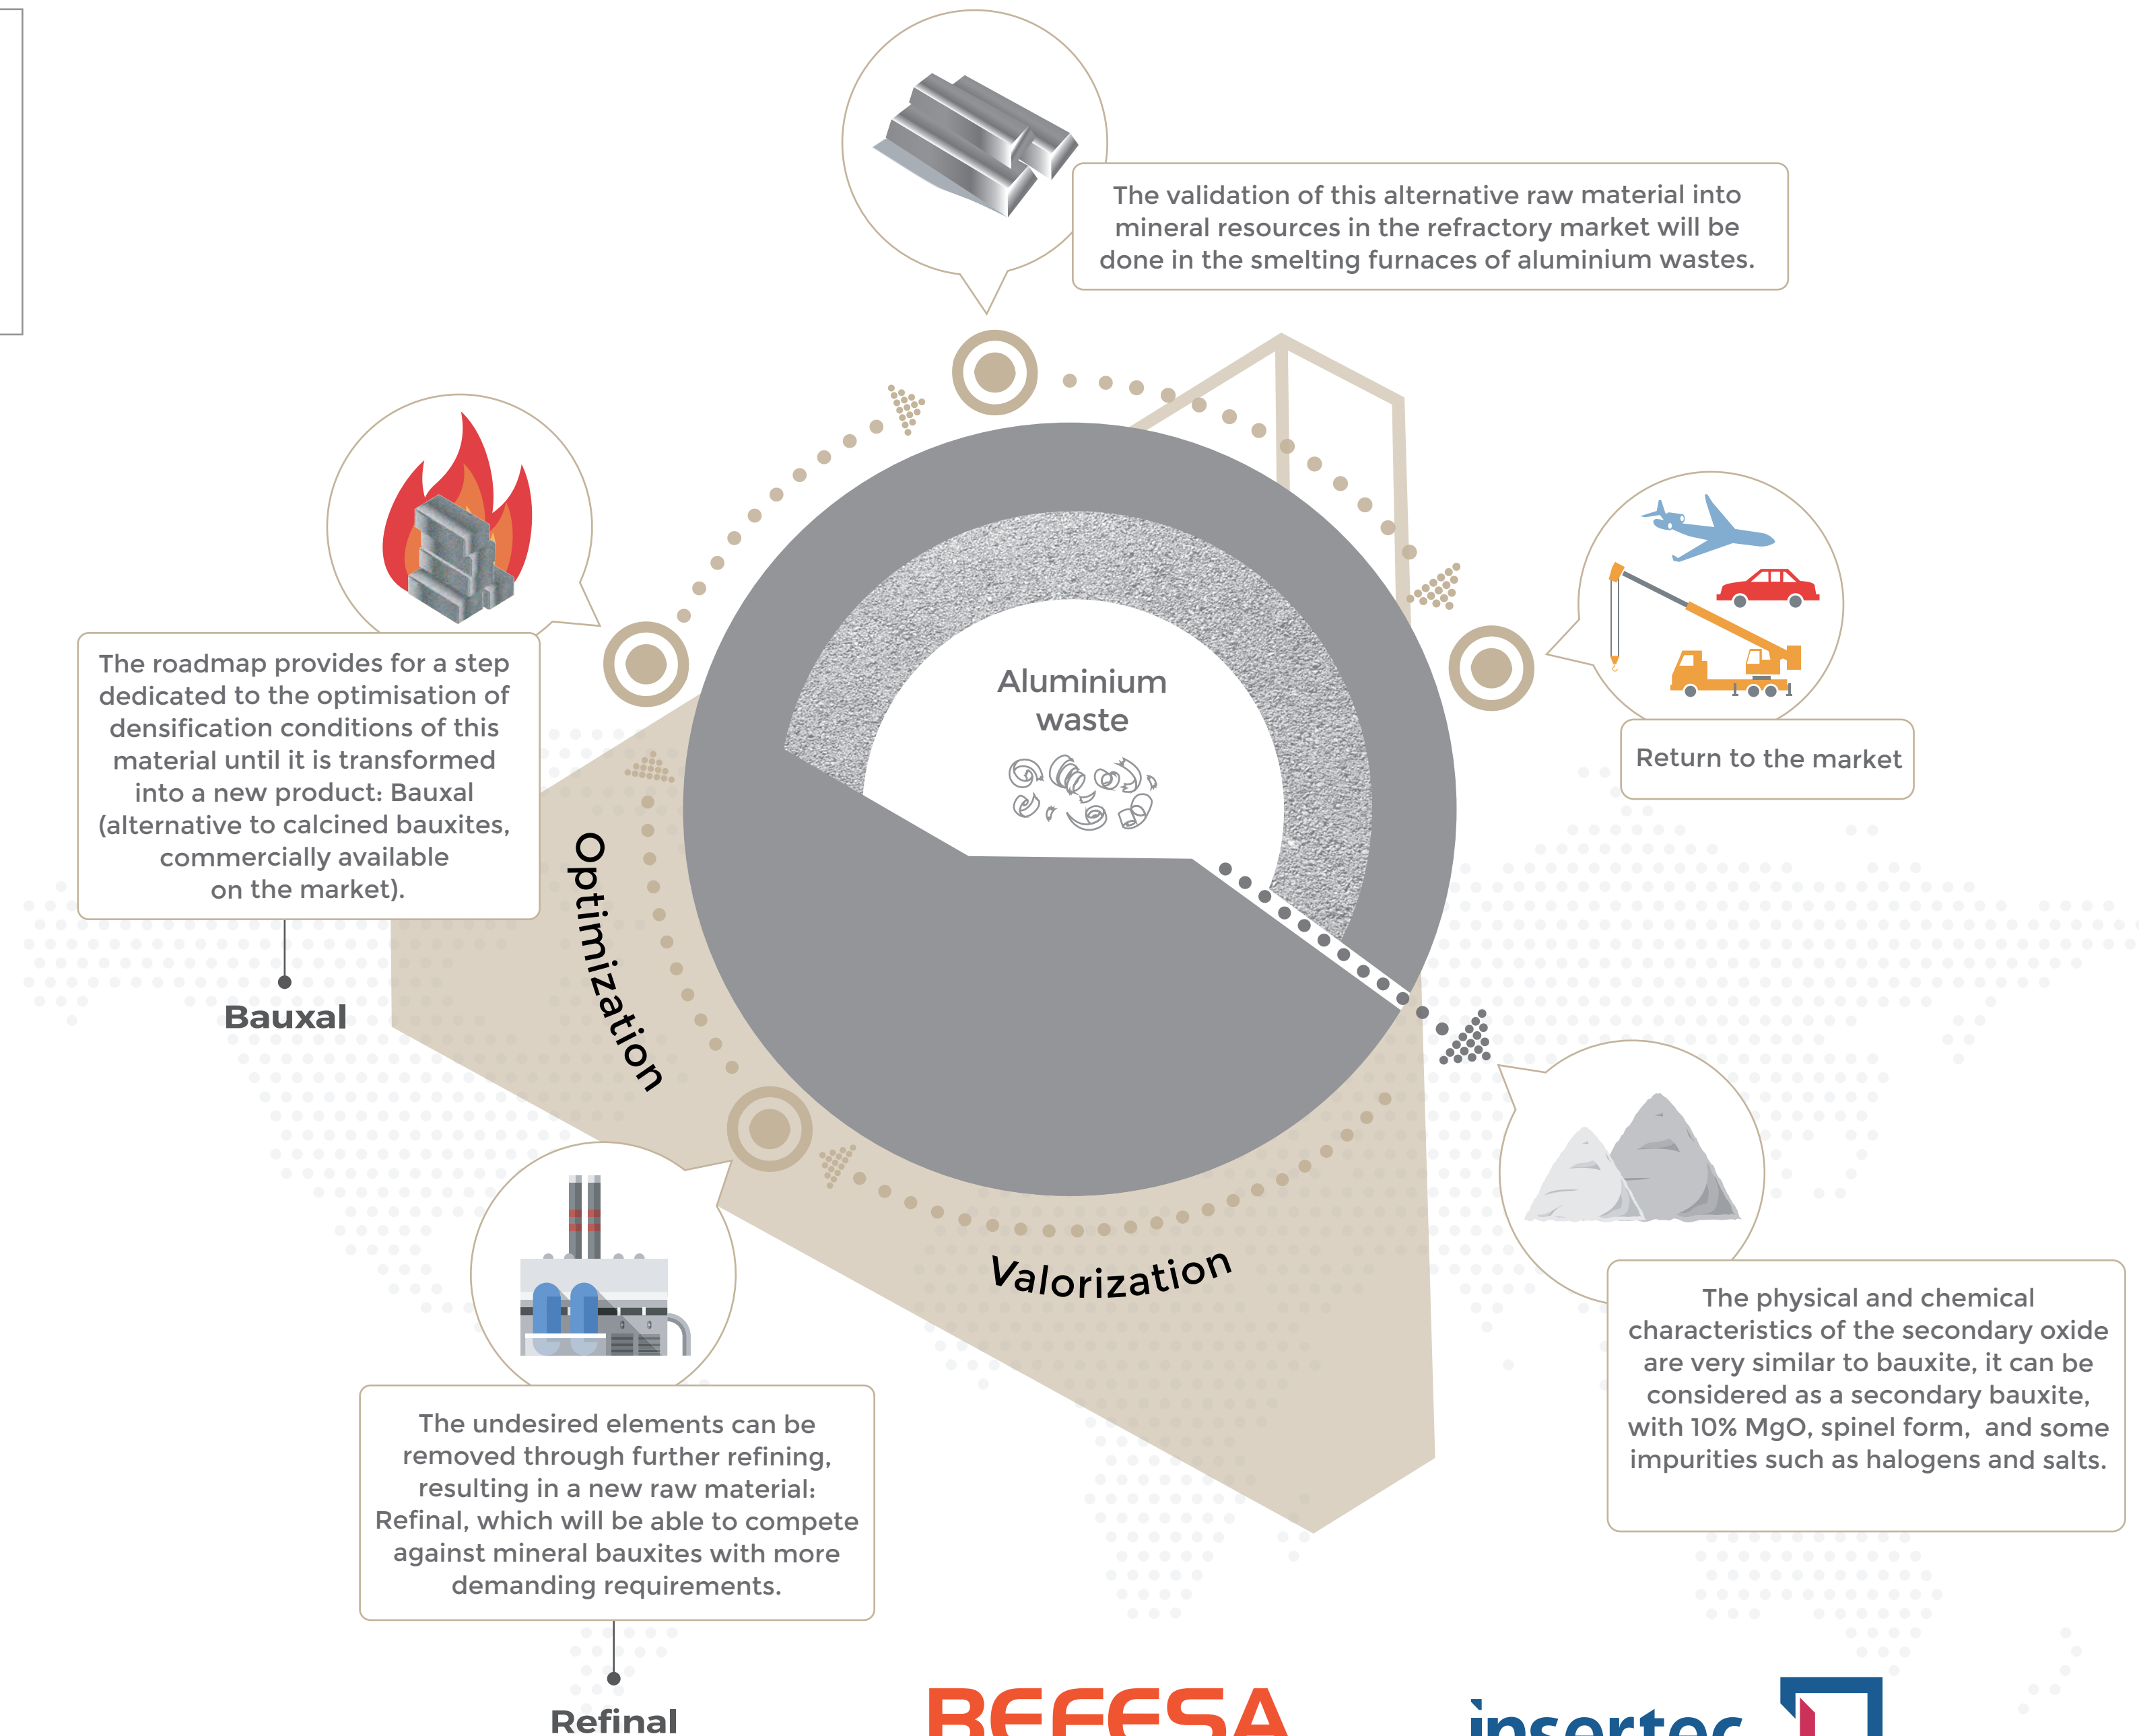 The validation of this alternative raw material into
mineral resources in the refractory market will be
done in the smelting furnaces of aluminium wastes.
The roadmap provides for a step
dedicated to the optimisation of
densification conditions of this
material until it is transformed
into a new product: Bauxal
(alternative to calcined bauxites,
commercially available
on the market).
Bauxal
Aluminium
waste
Return to the market
Optimization
Valorization
The physical and chemical
characteristics of the secondary oxide
are very similar to bauxite, it can be
considered as a secondary bauxite,
with 10% MgO, spinel form, and some
impurities such as halogens and salts.
The undesired elements can be
removed through further refining,
resulting in a new raw material:
Refinal, which will be able to compete
against mineral bauxites with more
demanding requirements.
Refinal
BEFESA
insertec